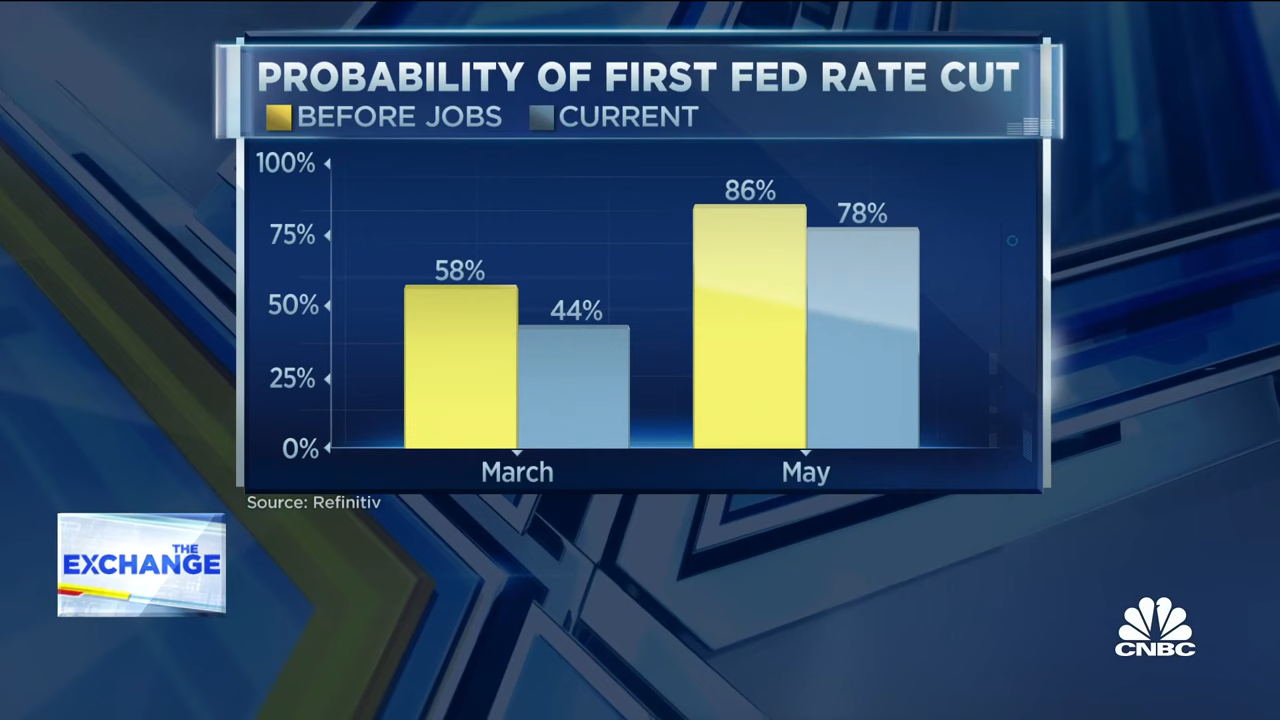 PROBABILITY OF FIRST FED RATE CUT
BEFORE JOBS CURRENT
100%
75%
50%
25%
0%
58%
44%
86%
78%
March May
Source: Refinitiv
THE
EXCHANGE
CNBC